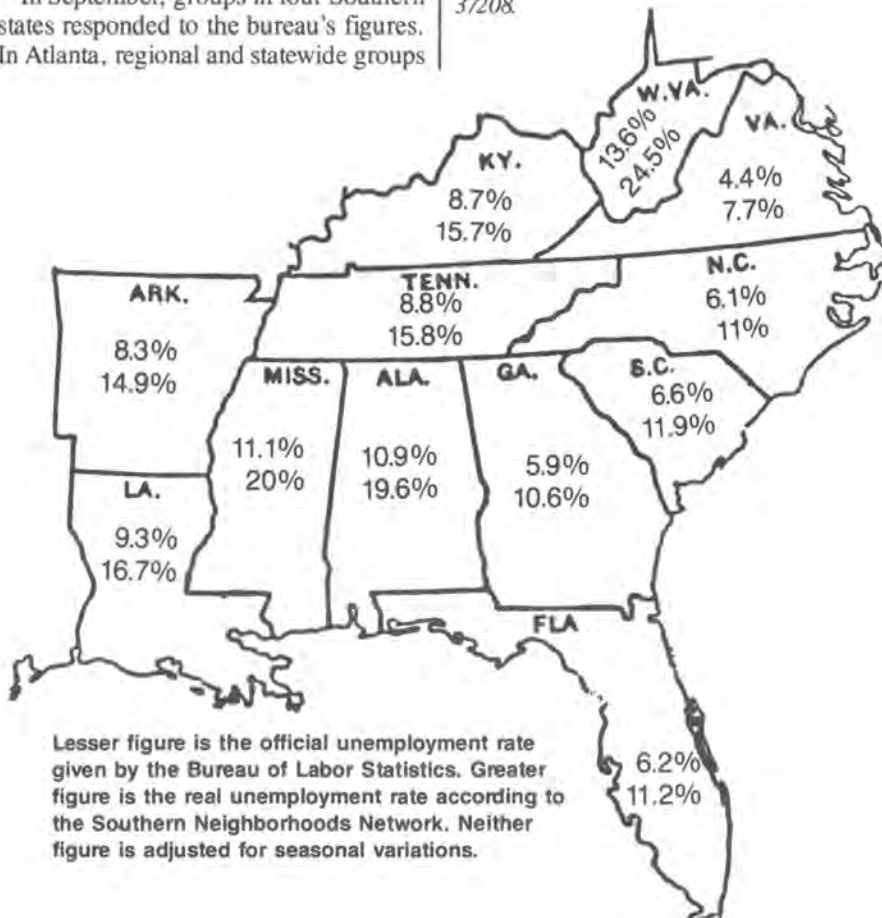 In September, groups in four Southern
states responded to the bureau's figures.
In Atlanta, regional and statewide groups
37208.
W.VA.
13.6%
24.5%
VA.
4.4%
7.7%
KY.
8.7%
15.7%
N.C.
6.1%
11%
TENN.
8.8%
15.8%
ARK.
8.3%
14.9%
MISS.
11.1%
20%
ALA.
10.9%
19.6%
GA.
5.9%
10.6%
S.C.
6.6%
11.9%
LA.
9.3%
16.7%
FLA
6.2%
11.2%
Lesser figure is the official unemployment rate
given by the Bureau of Labor Statistics. Greater
figure is the real unemployment rate according to
the Southern Neighborhoods Network. Neither
figure is adjusted for seasonal variations.